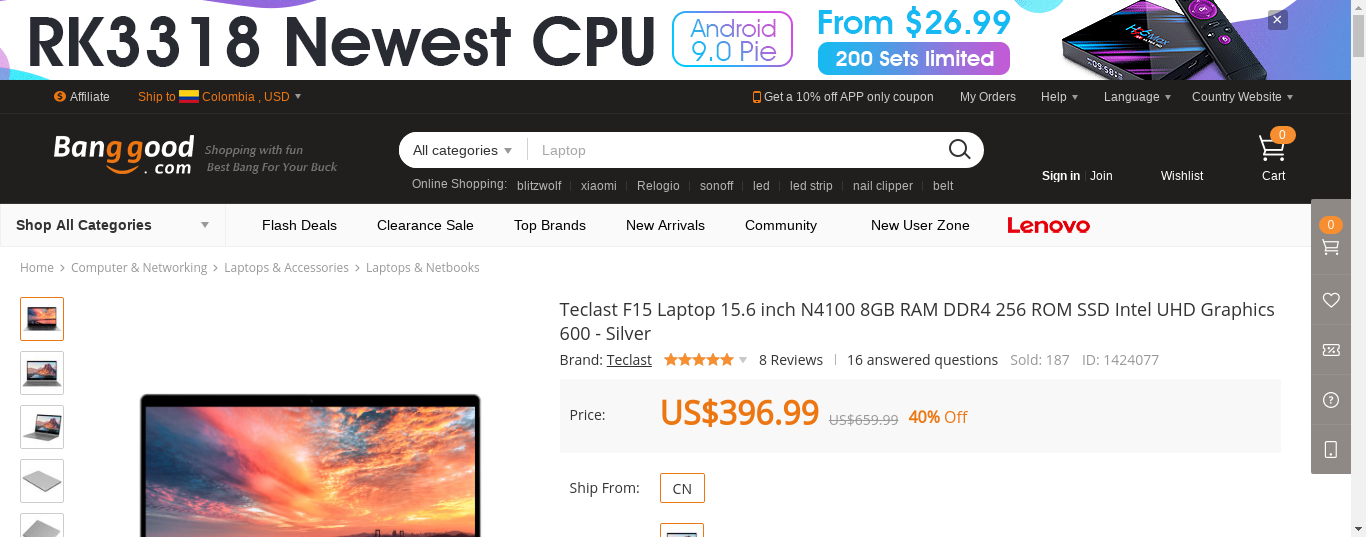 RK3318 Newest CPU
Android
9.0 Pie
From $26.99
200 Sets limited
Affiliate
Ship to Colombia , USD
Get a 10% off APP only coupon
My Orders
Help
Language
Country Website
Banggood
.com
Shopping with fun
Best Bang For Your Buck
All categories
Laptop
0
Online Shopping:
blitzwolf
xiaomi
Relogio
sonoff
led
led strip
nail clipper
belt
Sign in
Join
Wishlist
Cart
Shop All Categories
Flash Deals
Clearance Sale
Top Brands
New Arrivals
Community
New User Zone
Lenovo
0
Home > Computer & Networking > Laptops & Accessories > Laptops & Netbooks
Teclast F15 Laptop 15.6 inch N4100 8GB RAM DDR4 256 ROM SSD Intel UHD Graphics
600 - Silver
Brand: Teclast
8 Reviews
16 answered questions
Sold: 187
ID: 1424077
Price:
US$396.99
US$659.99
40% Off
Ship From:
CN